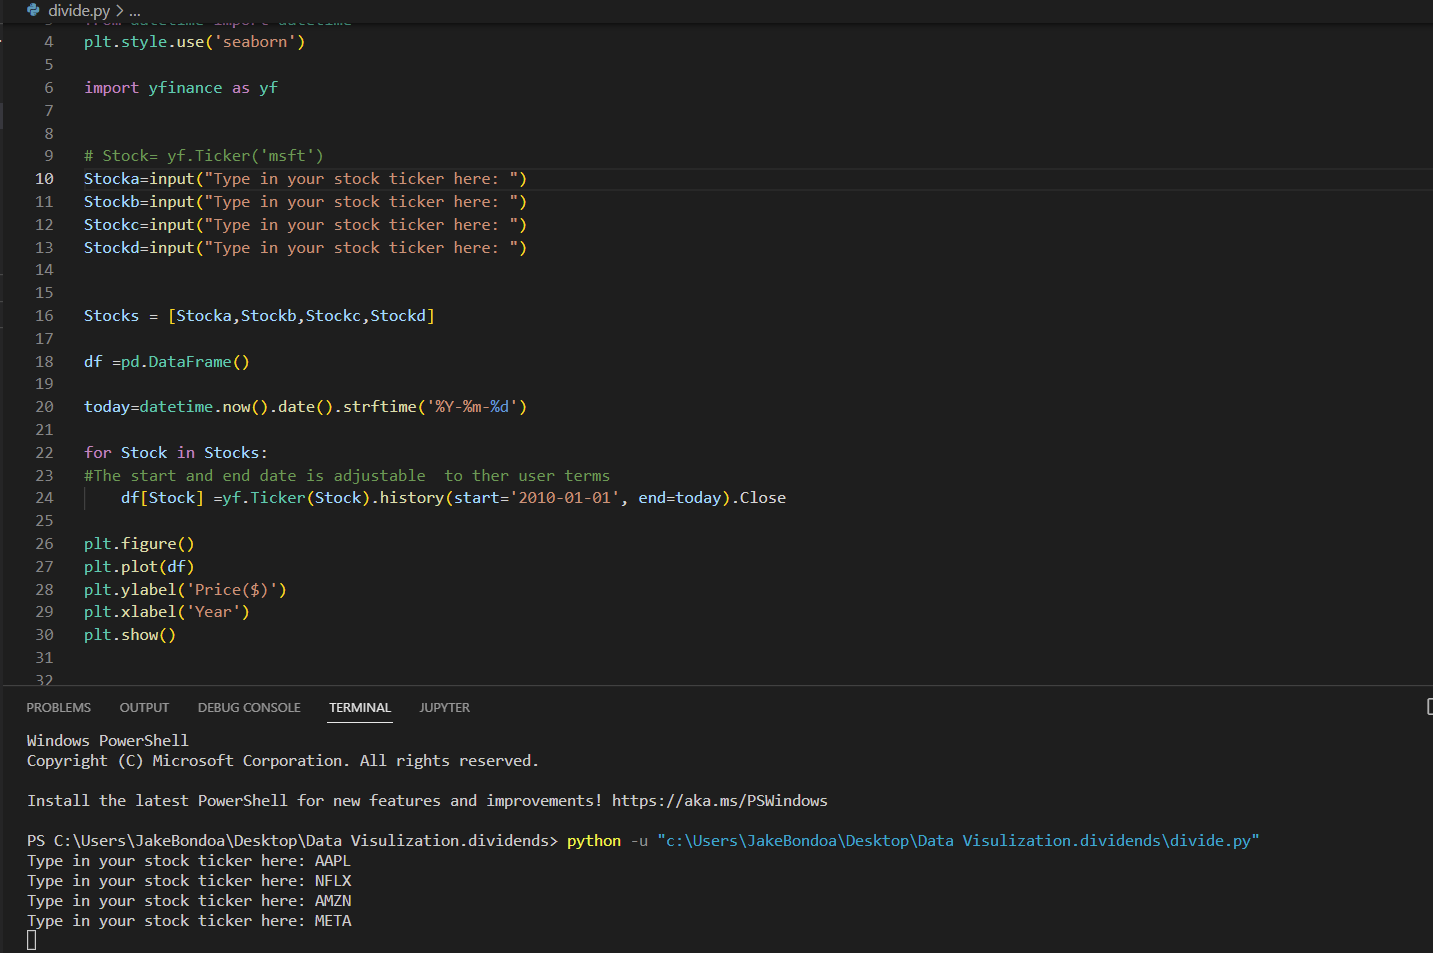 divide.py > ...
3 from datetime import datetime
4 plt.style.use('seaborn')
5
6 import yfinance as yf
7
8
9 # Stock= yf.Ticker('msft')
10 Stocka=input("Type in your stock ticker here: ")
11 Stockb=input("Type in your stock ticker here: ")
12 Stockc=input("Type in your stock ticker here: ")
13 Stockd=input("Type in your stock ticker here: ")
14
15
16 Stocks = [Stocka,Stockb,Stockc,Stockd]
17
18 df =pd.DataFrame()
19
20 today=datetime.now().date().strftime('%Y-%m-%d')
21
22 for Stock in Stocks:
23 #The start and end date is adjustable  to ther user terms
24     df[Stock] =yf.Ticker(Stock).history(start='2010-01-01', end=today).Close
25
26 plt.figure()
27 plt.plot(df)
28 plt.ylabel('Price($)')
29 plt.xlabel('Year')
30 plt.show()
31
32
PROBLEMS OUTPUT DEBUG CONSOLE TERMINAL JUPYTER
Windows PowerShell
Copyright (C) Microsoft Corporation. All rights reserved.
Install the latest PowerShell for new features and improvements! https://aka.ms/PSWindows
PS C:\Users\JakeBondoa\Desktop\Data Visulization.dividends> python -u "c:\Users\JakeBondoa\Desktop\Data Visulization.dividends\divide.py"
Type in your stock ticker here: AAPL
Type in your stock ticker here: NFLX
Type in your stock ticker here: AMZN
Type in your stock ticker here: META